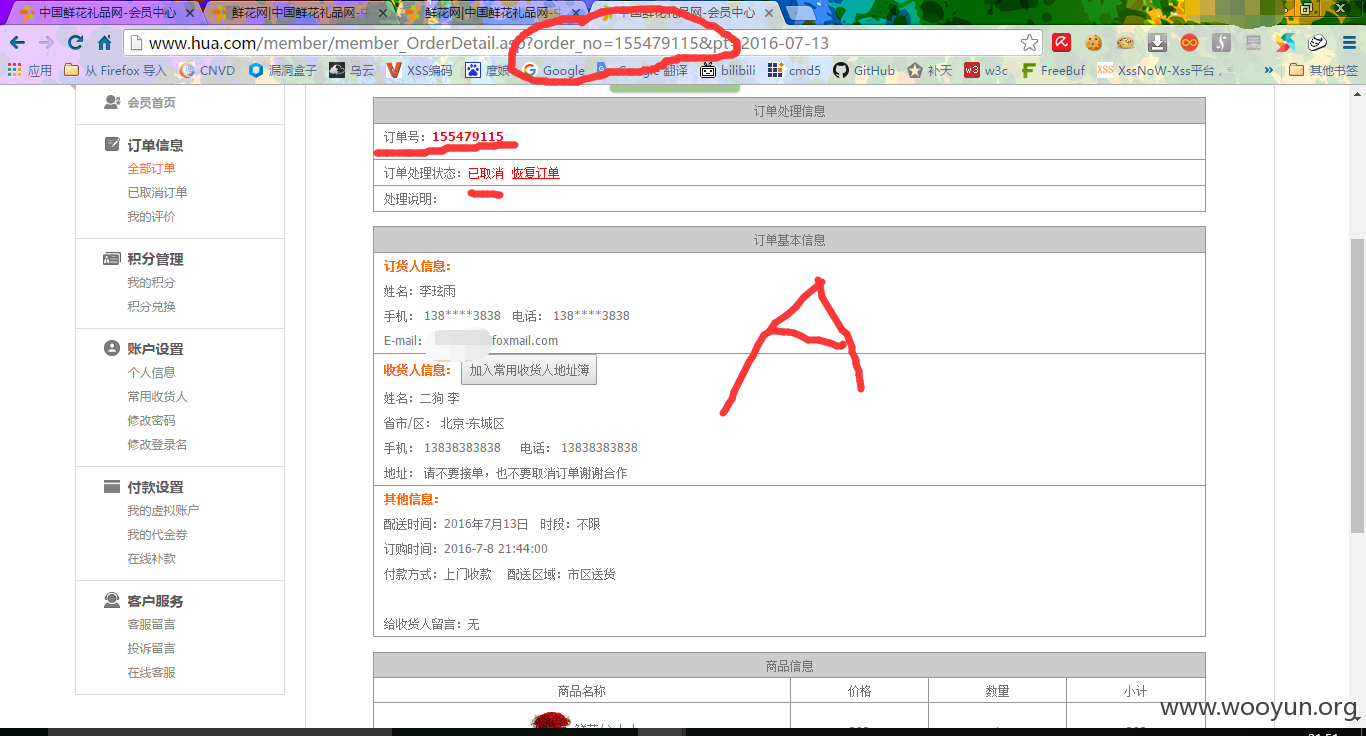 中国鲜花礼品网-会员中心 鲜花网|中国鲜花礼品网-中 鲜花网|中国鲜花礼品网-中 中国鲜花礼品网-会员中心
www.hua.com/member/member_OrderDetail.asp?order_no=155479115&pt=2016-07-13
应用 从 Firefox 导入 CNVD 漏洞盒子 乌云 XSS编码 度娘 Google Google 翻译 bilibili cmd5 GitHub 补天 w3c FreeBuf XssNoW-Xss平台, » 其他书签
会员首页
订单信息
全部订单
已取消订单
我的评价
积分管理
我的积分
积分兑换
账户设置
个人信息
常用收货人
修改密码
修改登录名
付款设置
我的虚拟账户
我的代金券
在线补款
客户服务
客服留言
投诉留言
在线客服
订单处理信息
订单号：155479115
订单处理状态：已取消 恢复订单
处理说明：
订单基本信息
订货人信息：
姓名：李玹雨
手机： 138****3838 电话： 138****3838
E-mail： foxmail.com
收货人信息： 加入常用收货人地址簿
姓名：二狗 李
省市/区： 北京-东城区
手机： 13838383838 电话： 13838383838
地址： 请不要接单，也不要取消订单谢谢合作
其他信息：
配送时间：2016年7月13日 时段：不限
订购时间：2016-7-8 21:44:00
付款方式：上门收款 配送区域：市区送货
给收货人留言：无
A
商品信息
商品名称 价格 数量 小计
www.wooyun.org